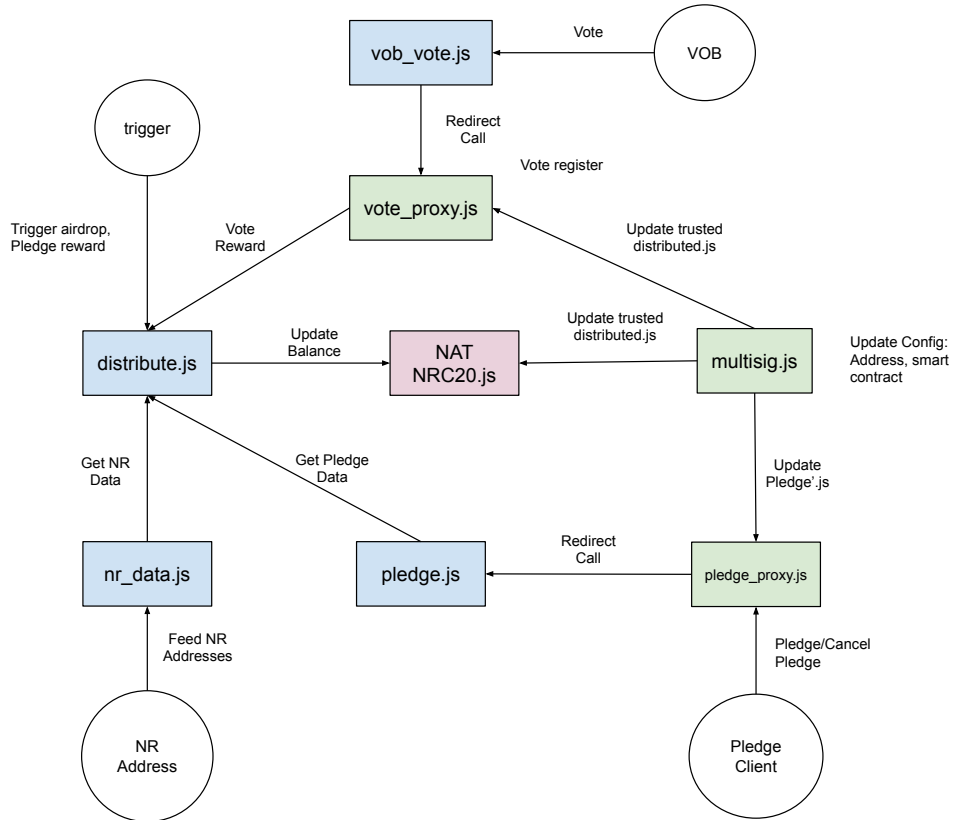 vob_vote.js
Vote
VOB
trigger
Redirect
Call
Vote register
vote_proxy.js
Trigger airdrop,
Pledge reward
Vote
Reward
Update trusted
distributed.js
distribute.js
Update
Balance
NAT
NRC20.js
Update trusted
distributed.js
multisig.js
Update Config:
Address, smart
contract
Get NR
Data
Get Pledge
Data
Update
Pledge'.js
nr_data.js
pledge.js
Redirect
Call
pledge_proxy.js
Feed NR
Addresses
Pledge/Cancel
Pledge
NR
Address
Pledge
Client